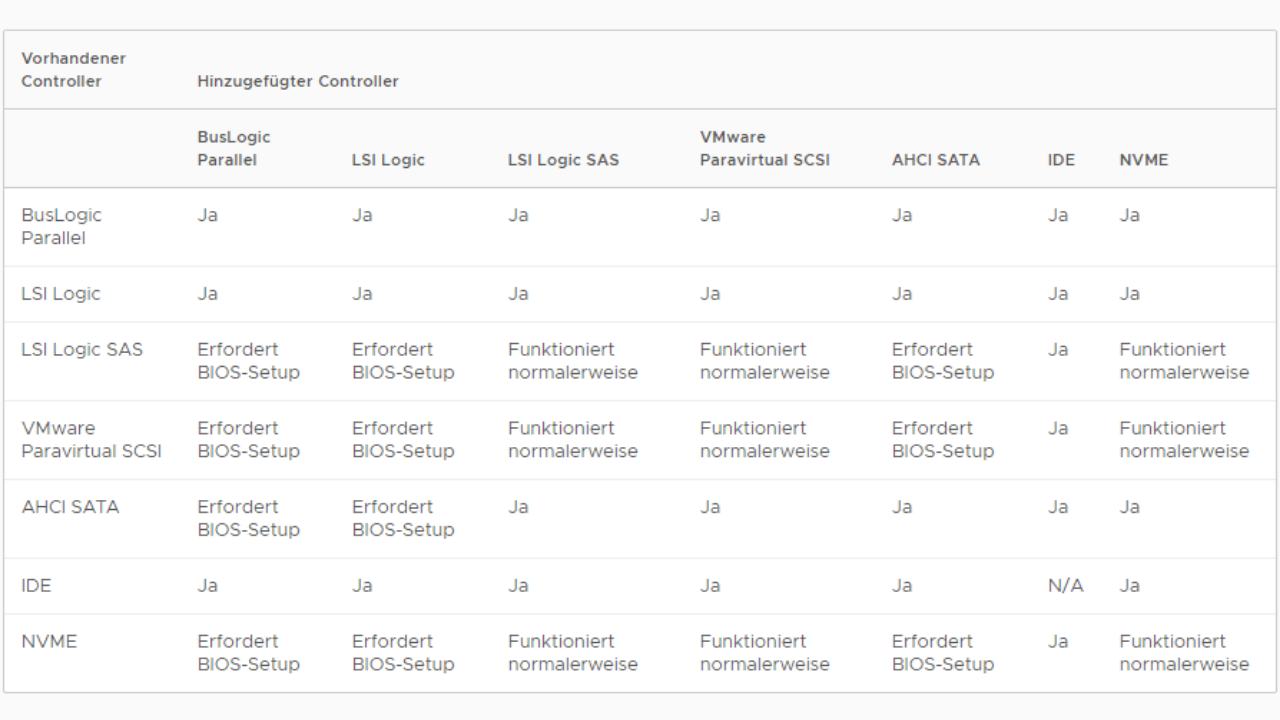 Vorhandener
Controller Hinzugefügter Controller
BusLogic VMware
Parallel LSI Logic LSI Logic SAS Paravirtual SCSI AHCI SATA IDE NVME
BusLogic Ja Ja Ja Ja Ja Ja Ja
Parallel
LSI Logic Ja Ja Ja Ja Ja Ja Ja
LSI Logic SAS Erfordert Erfordert Funktioniert Funktioniert Erfordert Ja Funktioniert
BIOS-Setup BIOS-Setup normalerweise normalerweise BIOS-Setup normalerweise
VMware Erfordert Erfordert Funktioniert Funktioniert Erfordert Ja Funktioniert
Paravirtual SCSI BIOS-Setup BIOS-Setup normalerweise normalerweise BIOS-Setup normalerweise
AHCI SATA Erfordert Erfordert Ja Ja Ja Ja Ja
BIOS-Setup BIOS-Setup
IDE Ja Ja Ja Ja Ja N/A Ja
NVME Erfordert Erfordert Funktioniert Funktioniert Erfordert Ja Funktioniert
BIOS-Setup BIOS-Setup normalerweise normalerweise BIOS-Setup normalerweise